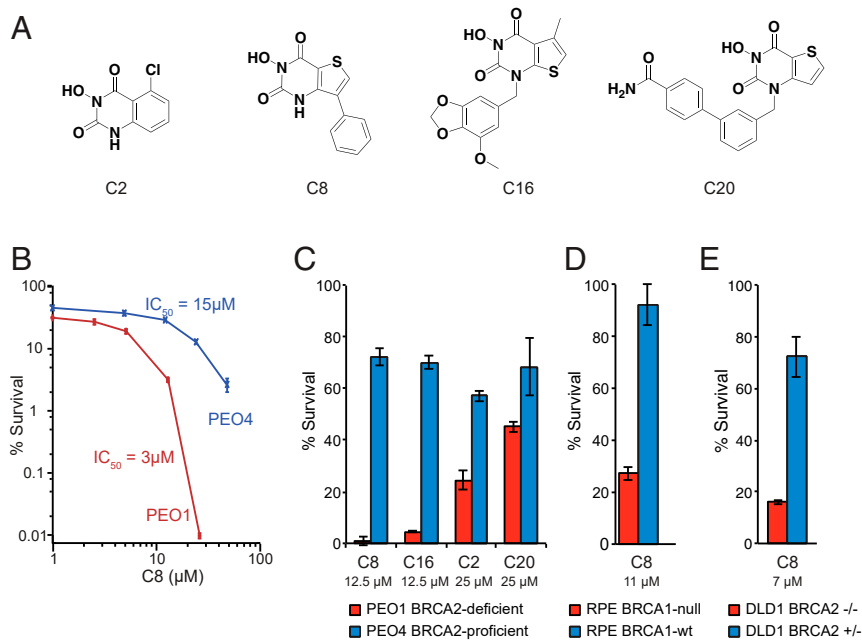 A
C2
C8
C16
C20
HO
N
O
Cl
O
N
H
HO
N
O
S
O
N
H
HO
N
O
S
O
N
O
O
O
HO
N
O
S
O
N
O
H2N
B
C
D
E
% Survival
100
10
1
0.1
0.01
1
10
100
C8 (µM)
IC50 = 15µM
PEO4
IC50 = 3µM
PEO1
% Survival
100
80
60
40
20
0
C8
C16
C2
C20
12.5 µM
12.5 µM
25 µM
25 µM
% Survival
100
80
60
40
20
0
C8
11 µM
% Survival
100
80
60
40
20
0
C8
7 µM
PEO1 BRCA2-deficient
PEO4 BRCA2-proficient
RPE BRCA1-null
RPE BRCA1-wt
DLD1 BRCA2 -/-
DLD1 BRCA2 +/-